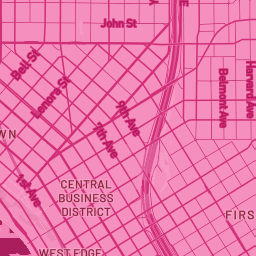 John St
Bell St
Lenora St
Belmont Ave
Harvard Ave
9th Ave
7th Ave
1st Ave
CENTRAL
BUSINESS
DISTRICT
WEST EDGE
FIRS
WN